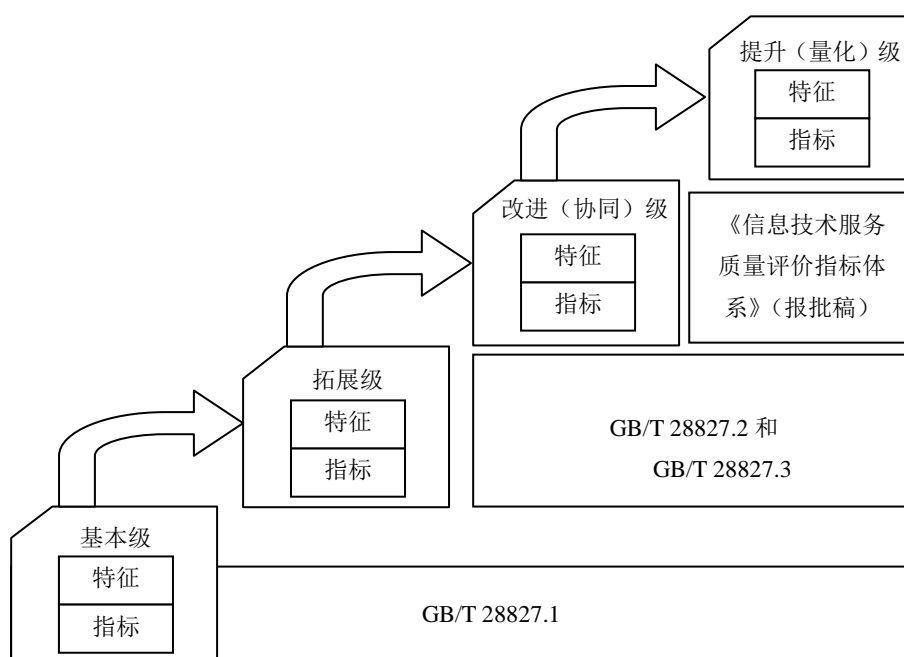 提升（量化）级
特征
指标
改进（协同）级
特征
指标
《信息技术服务
质量评价指标体
系》（报批稿）
拓展级
特征
指标
GB/T 28827.2 和
GB/T 28827.3
基本级
特征
指标
GB/T 28827.1